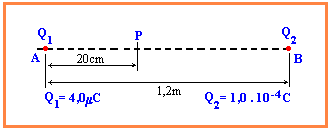 Q₁ P Q₂
A B
20cm
1,2m
Q₁= 4,0µC Q₂= 1,0 . 10⁻⁴ C